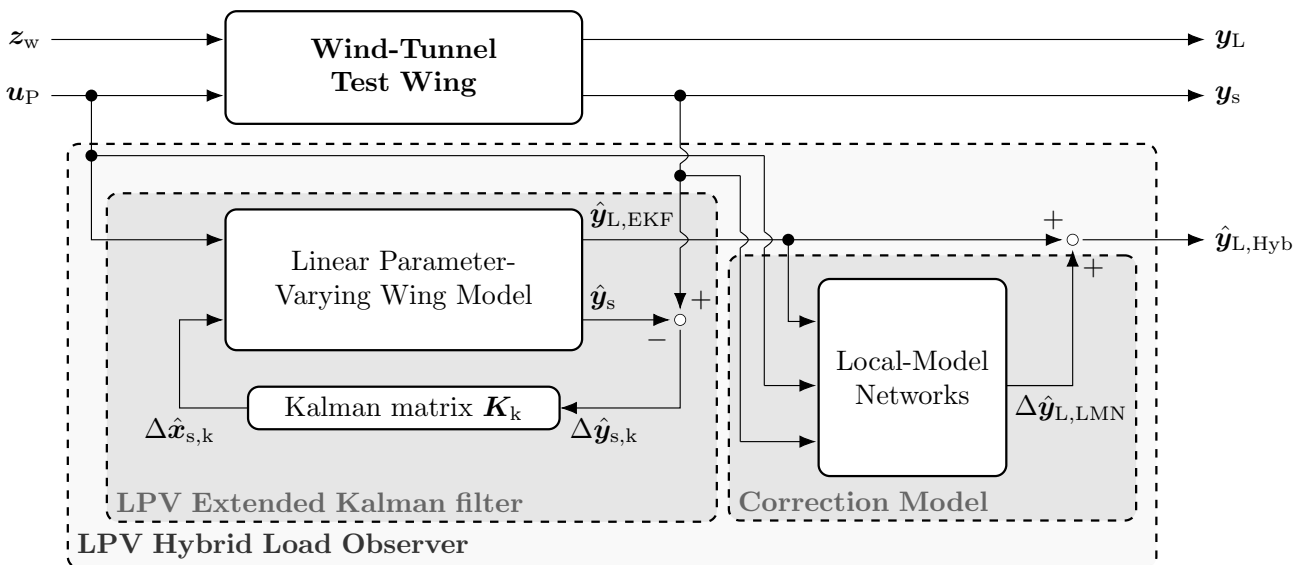 z_w
Wind-Tunnel
Test Wing
y_L
u_P
y_s
ŷ_L,EKF
+
ŷ_L,Hyb
+
Linear Parameter-
Varying Wing Model
ŷ_s
+
−
Local-Model
Networks
Kalman matrix K_k
Δx̂_s,k
Δŷ_s,k
Δŷ_L,LMN
LPV Extended Kalman filter
Correction Model
LPV Hybrid Load Observer